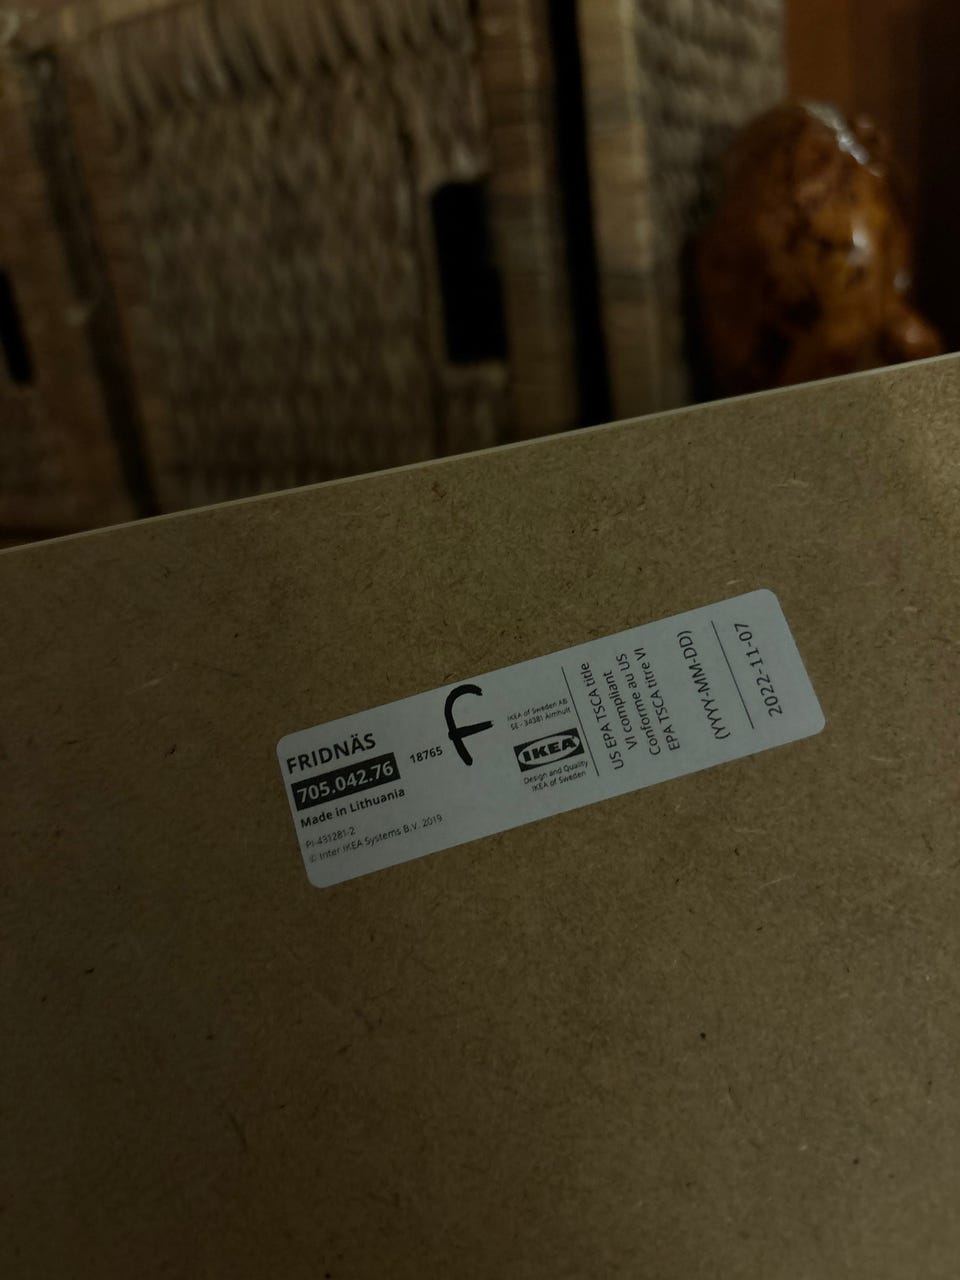 FRIDNÄS
705.042.76
Made in Lithuania
PI-431281-2
© Inter IKEA Systems B.V. 2019
18765
F
IKEA of Sweden AB
SE - 34381 Älmhult
IKEA
Design and Quality
IKEA of Sweden
US EPA TSCA title
VI compliant
Conforme au US
EPA TSCA titre VI
(YYYY-MM-DD)
2022-11-07